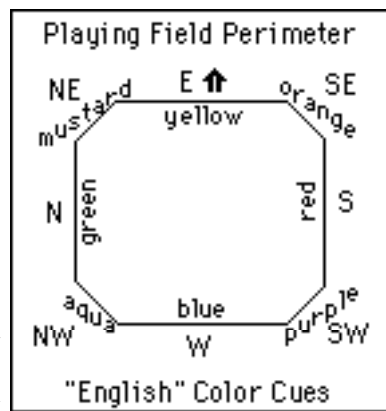 Playing Field Perimeter
NE E SE
mustard yellow orange
N green red S
aqua blue purple
NW W SW
"English" Color Cues